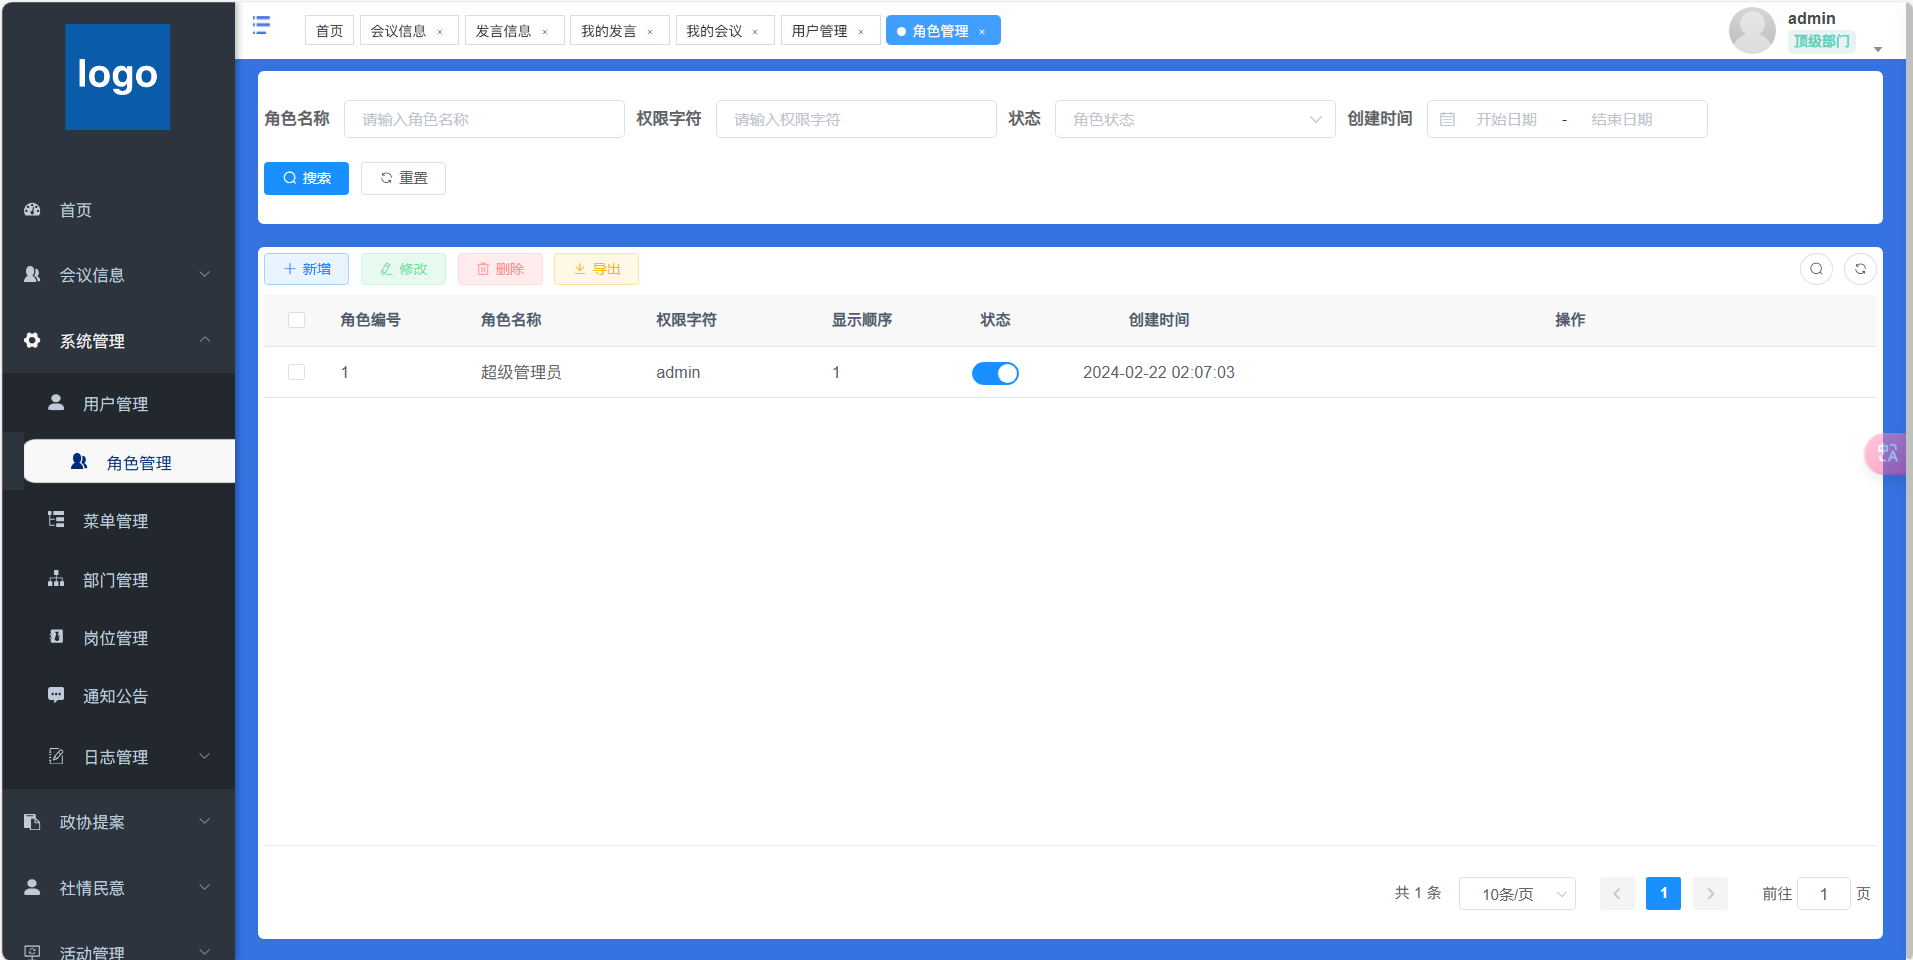 logo
首页
会议信息
系统管理
用户管理
角色管理
菜单管理
部门管理
岗位管理
通知公告
日志管理
政协提案
社情民意
活动管理
首页 会议信息 × 发言信息 × 我的发言 × 我的会议 × 用户管理 × 角色管理 ×
admin
顶级部门
角色名称 请输入角色名称 权限字符 请输入权限字符 状态 角色状态 创建时间 开始日期 - 结束日期
搜索 重置
新增 修改 删除 导出
角色编号 角色名称 权限字符 显示顺序 状态 创建时间 操作
1 超级管理员 admin 1 2024-02-22 02:07:03
共 1 条 10条/页 1 前往 1 页